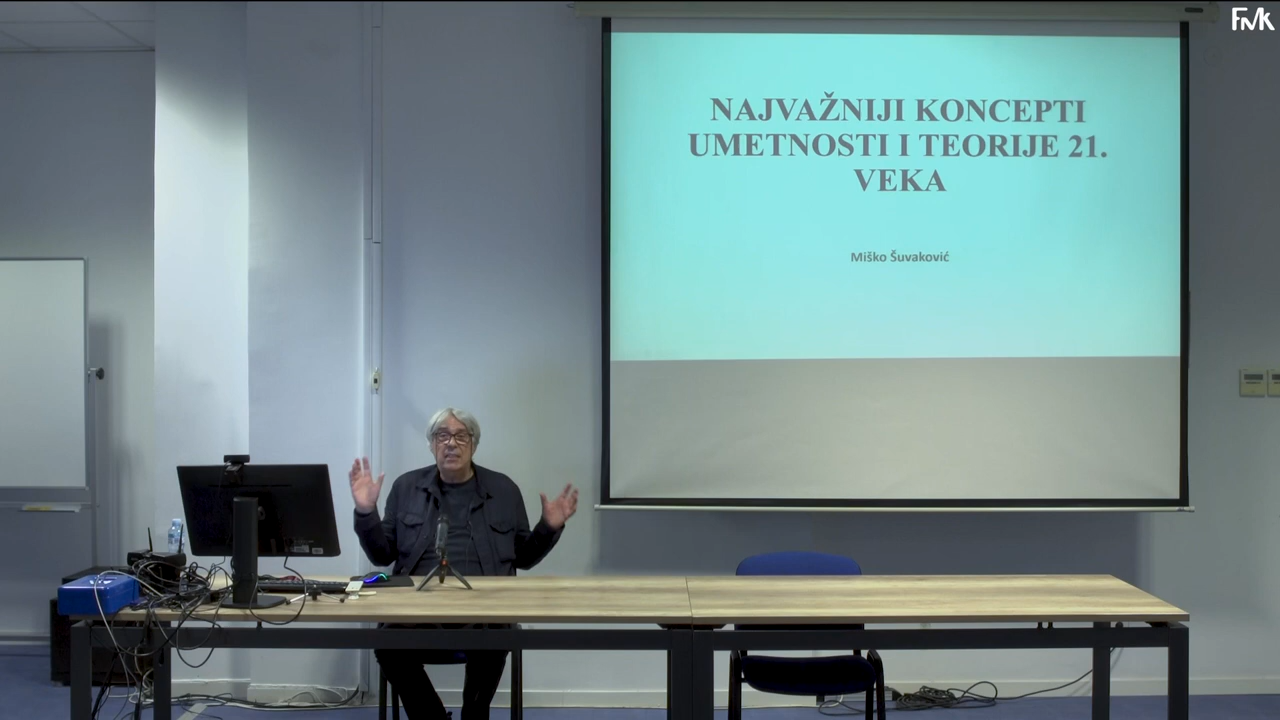 FMK
NAJVAŽNIJI KONCEPTI
UMETNOSTI I TEORIJE 21.
VEKA
Miško Šuvaković